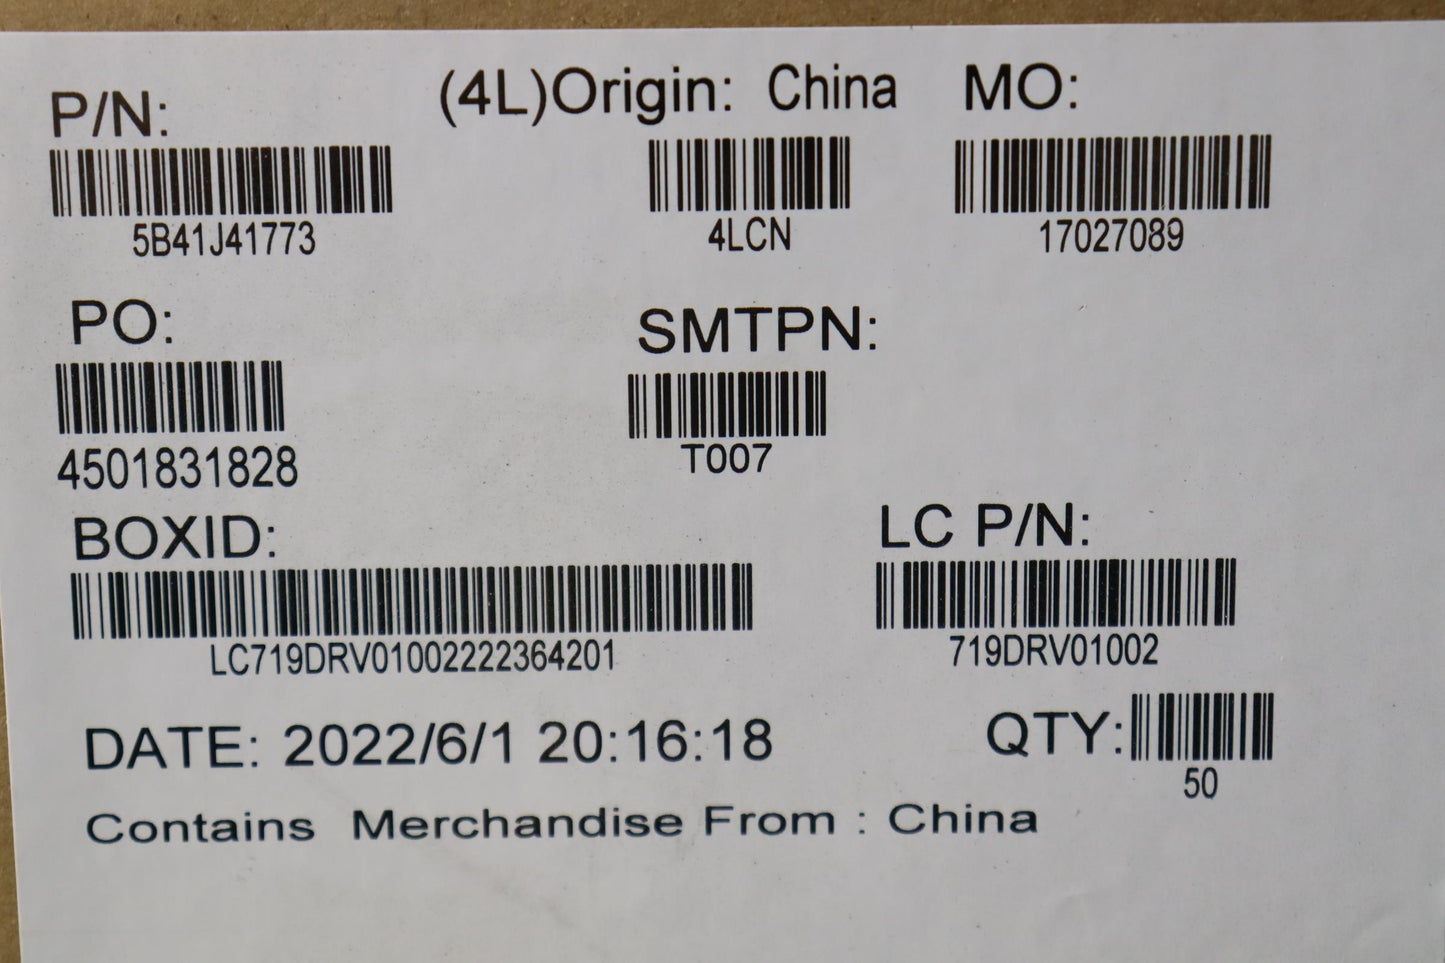 P/N: (4L)Origin: China MO:
5B41J41773 4LCN 17027089
PO: SMTPN:
4501831828 T007
BOXID: LC P/N:
LC719DRV01002222364201 719DRV01002
DATE: 2022/6/1 20:16:18 QTY:
50
Contains Merchandise From : China